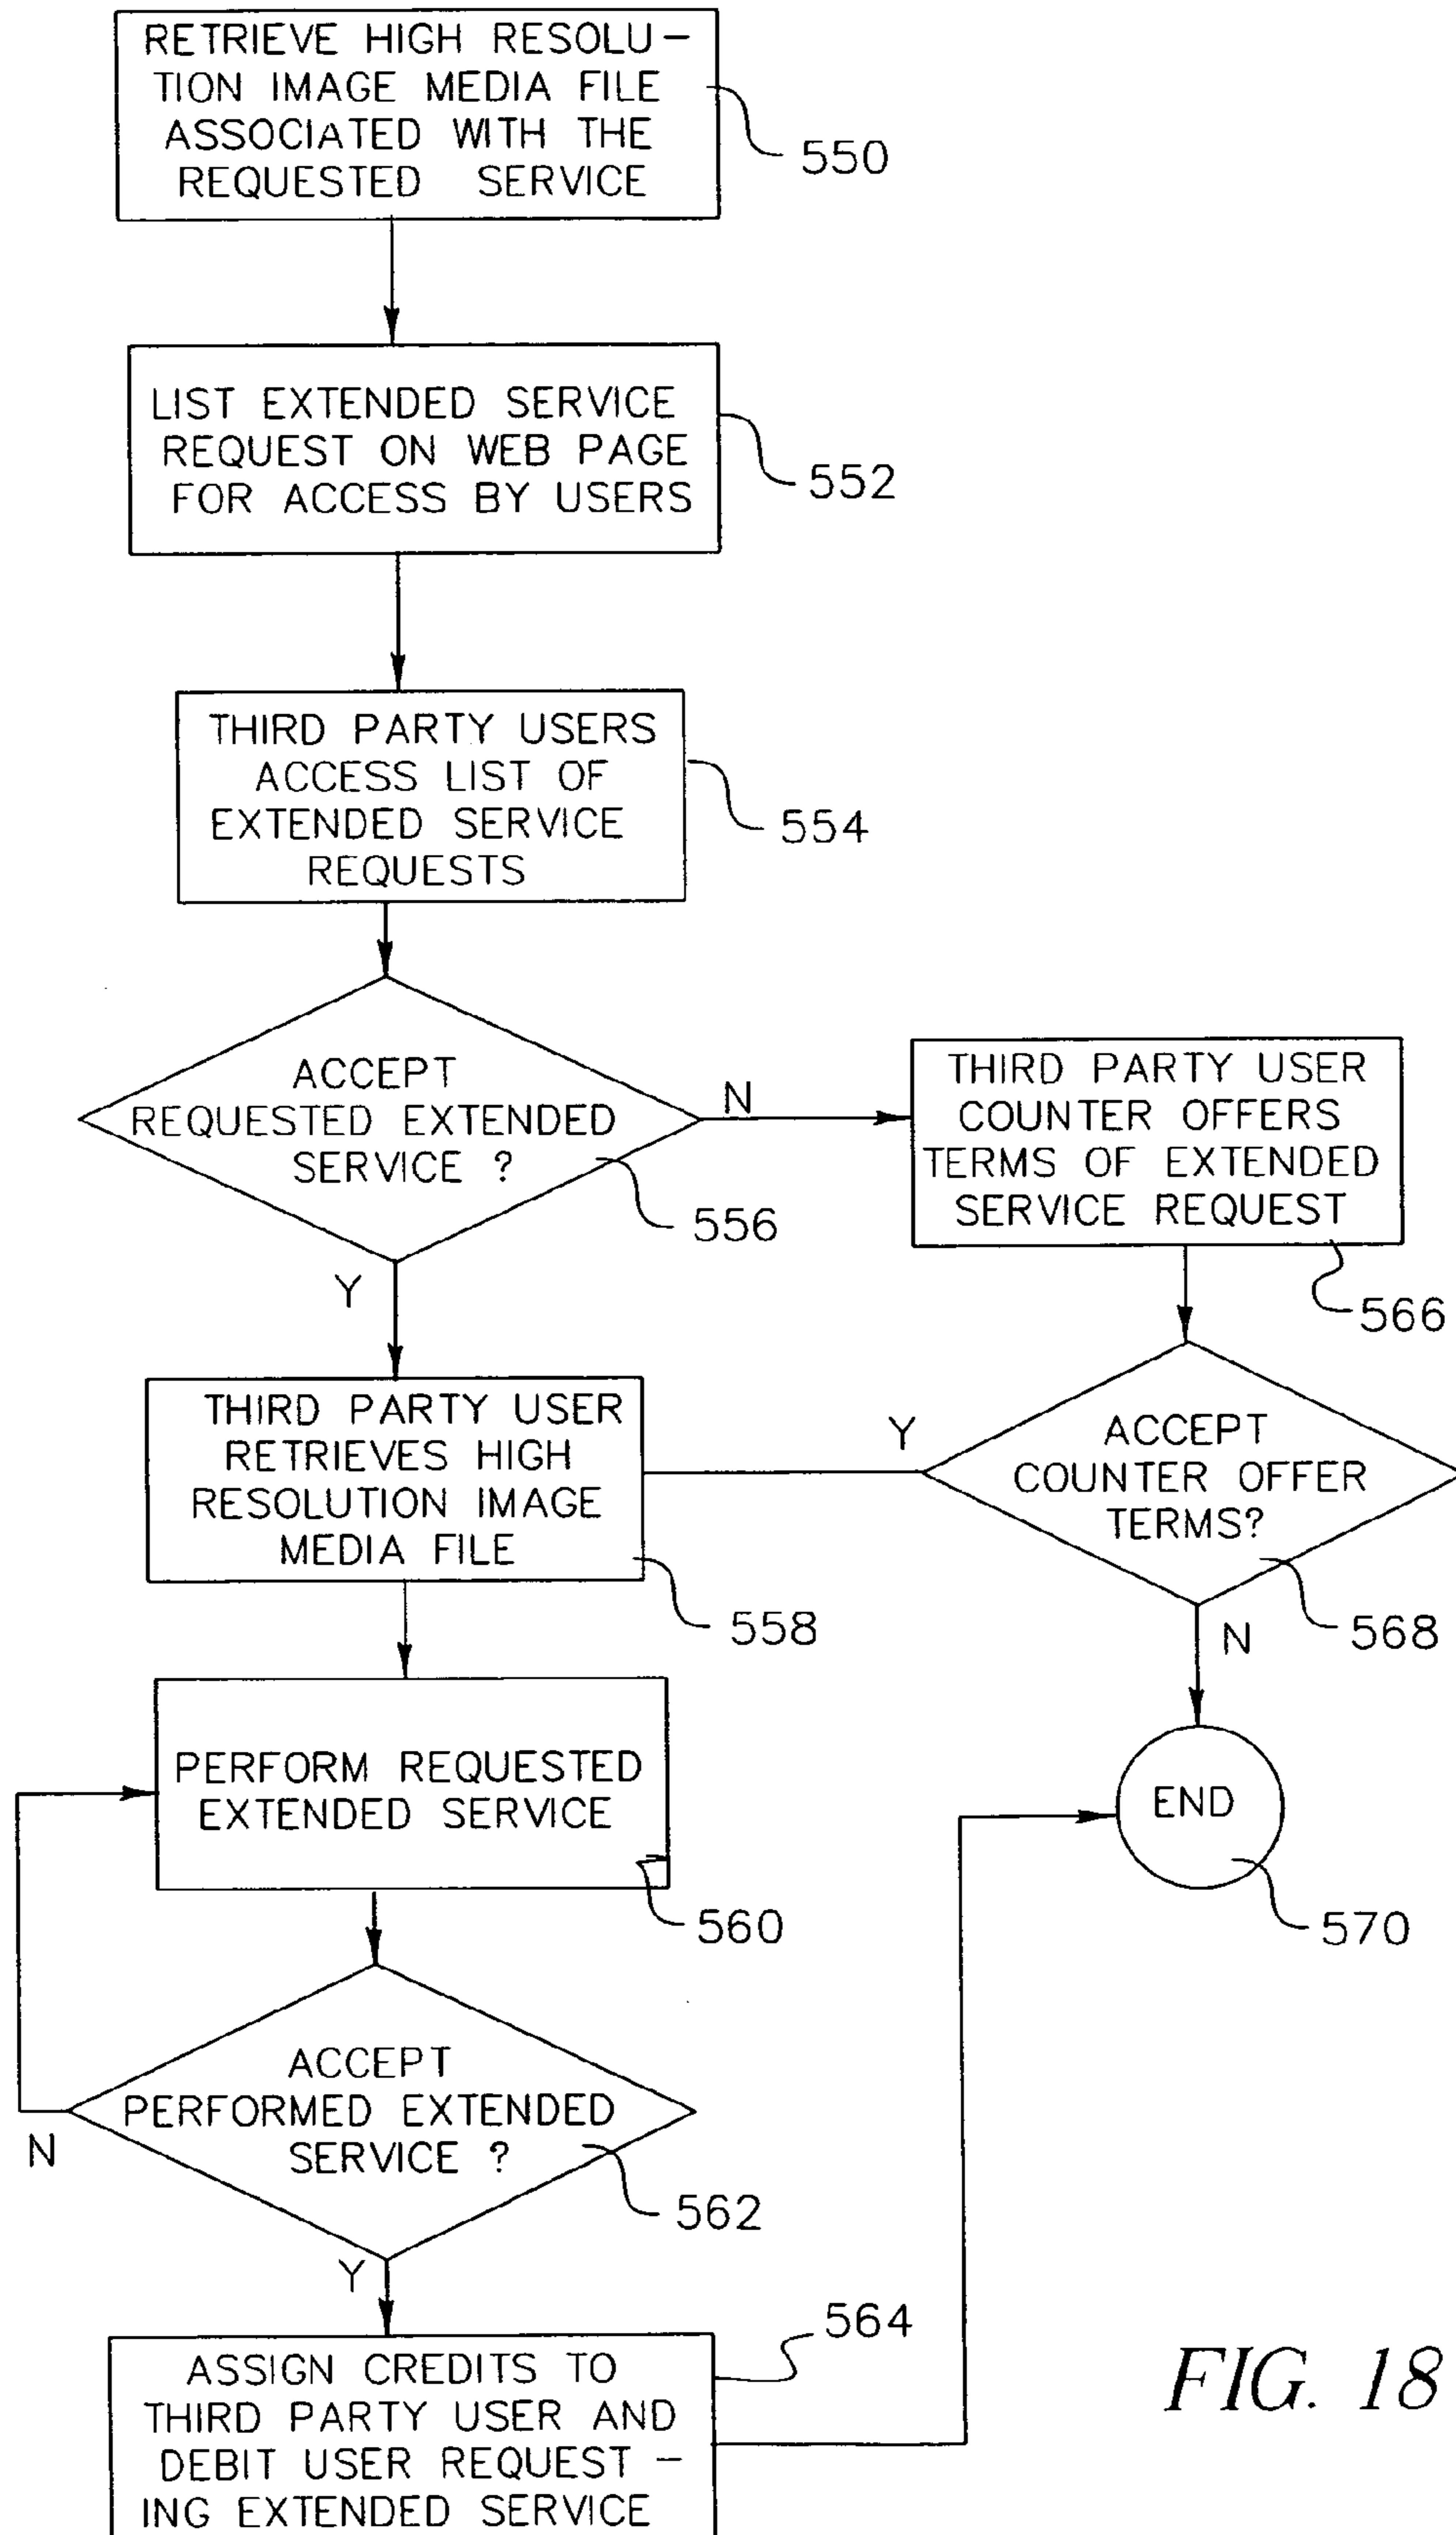 RETRIEVE HIGH RESOLU-
TION IMAGE MEDIA FILE
ASSOCIATED WITH THE
REQUESTED SERVICE
550
LIST EXTENDED SERVICE
REQUEST ON WEB PAGE
FOR ACCESS BY USERS
552
THIRD PARTY USERS
ACCESS LIST OF
EXTENDED SERVICE
REQUESTS
554
ACCEPT
REQUESTED EXTENDED
SERVICE ?
556
N
Y
THIRD PARTY USER
COUNTER OFFERS
TERMS OF EXTENDED
SERVICE REQUEST
566
THIRD PARTY USER
RETRIEVES HIGH
RESOLUTION IMAGE
MEDIA FILE
558
Y
ACCEPT
COUNTER OFFER
TERMS?
568
N
PERFORM REQUESTED
EXTENDED SERVICE
560
END
570
ACCEPT
PERFORMED EXTENDED
SERVICE ?
562
N
Y
ASSIGN CREDITS TO
THIRD PARTY USER AND
DEBIT USER REQUEST -
ING EXTENDED SERVICE
564
FIG. 18